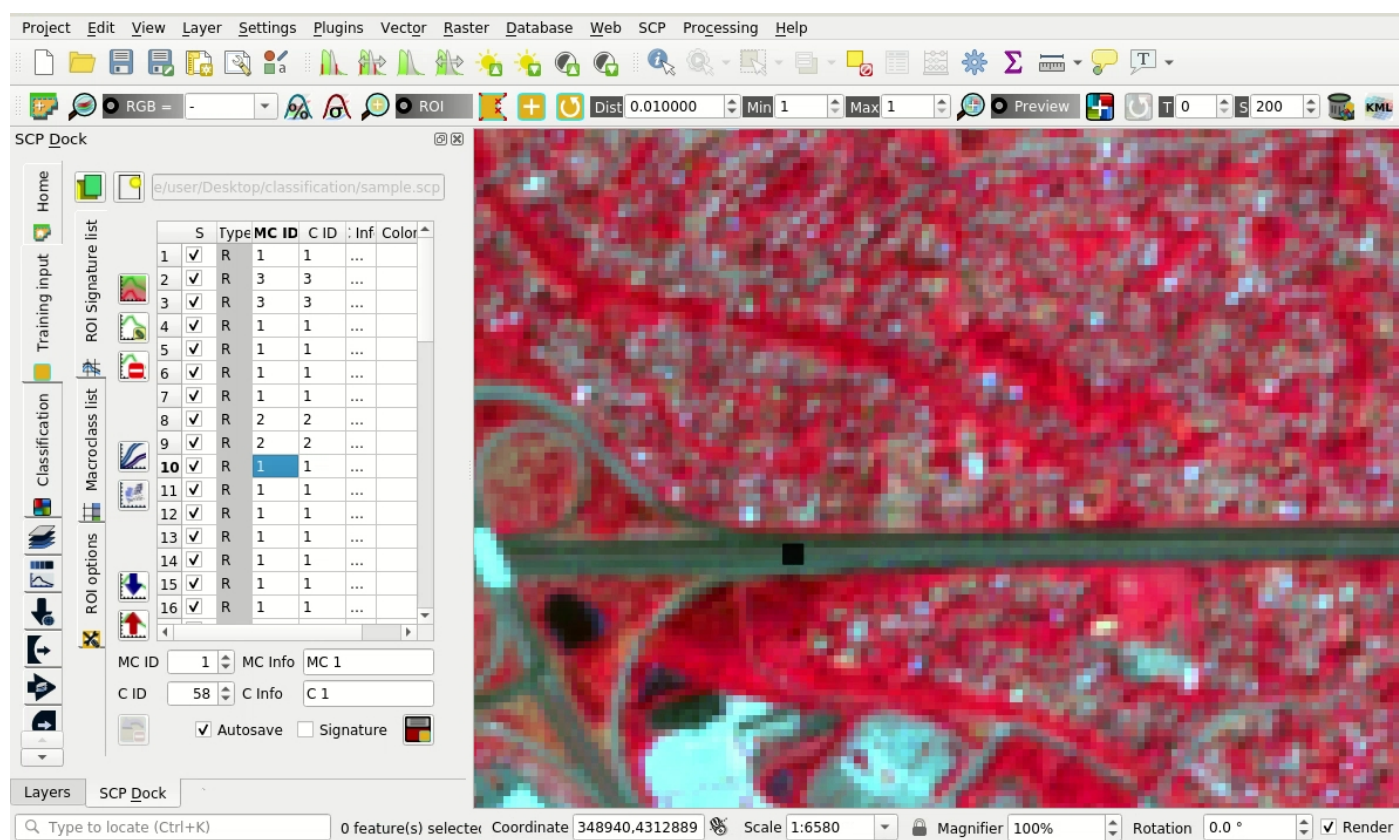 Project Edit View Layer Settings Plugins Vector Raster Database Web SCP Processing Help
RGB = - ROI Dist 0.010000 Min 1 Max 1 Preview T 0 S 200 KML
SCP Dock
Home
Training input
Classification
ROI Signature list
Macroclass list
ROI options
e/user/Desktop/classification/sample.scp
S Type MC ID C ID : Inf Color
1 R 1 1 ...
2 R 3 3 ...
3 R 3 3 ...
4 R 1 1 ...
5 R 1 1 ...
6 R 1 1 ...
7 R 1 1 ...
8 R 2 2 ...
9 R 2 2 ...
10 R 1 1 ...
11 R 1 1 ...
12 R 1 1 ...
13 R 1 1 ...
14 R 1 1 ...
15 R 1 1 ...
16 R 1 1 ...
MC ID 1 MC Info MC 1
C ID 58 C Info C 1
Autosave Signature
Layers SCP Dock
Type to locate (Ctrl+K) 0 feature(s) selectec Coordinate 348940,4312889 Scale 1:6580 Magnifier 100% Rotation 0.0 ° Render